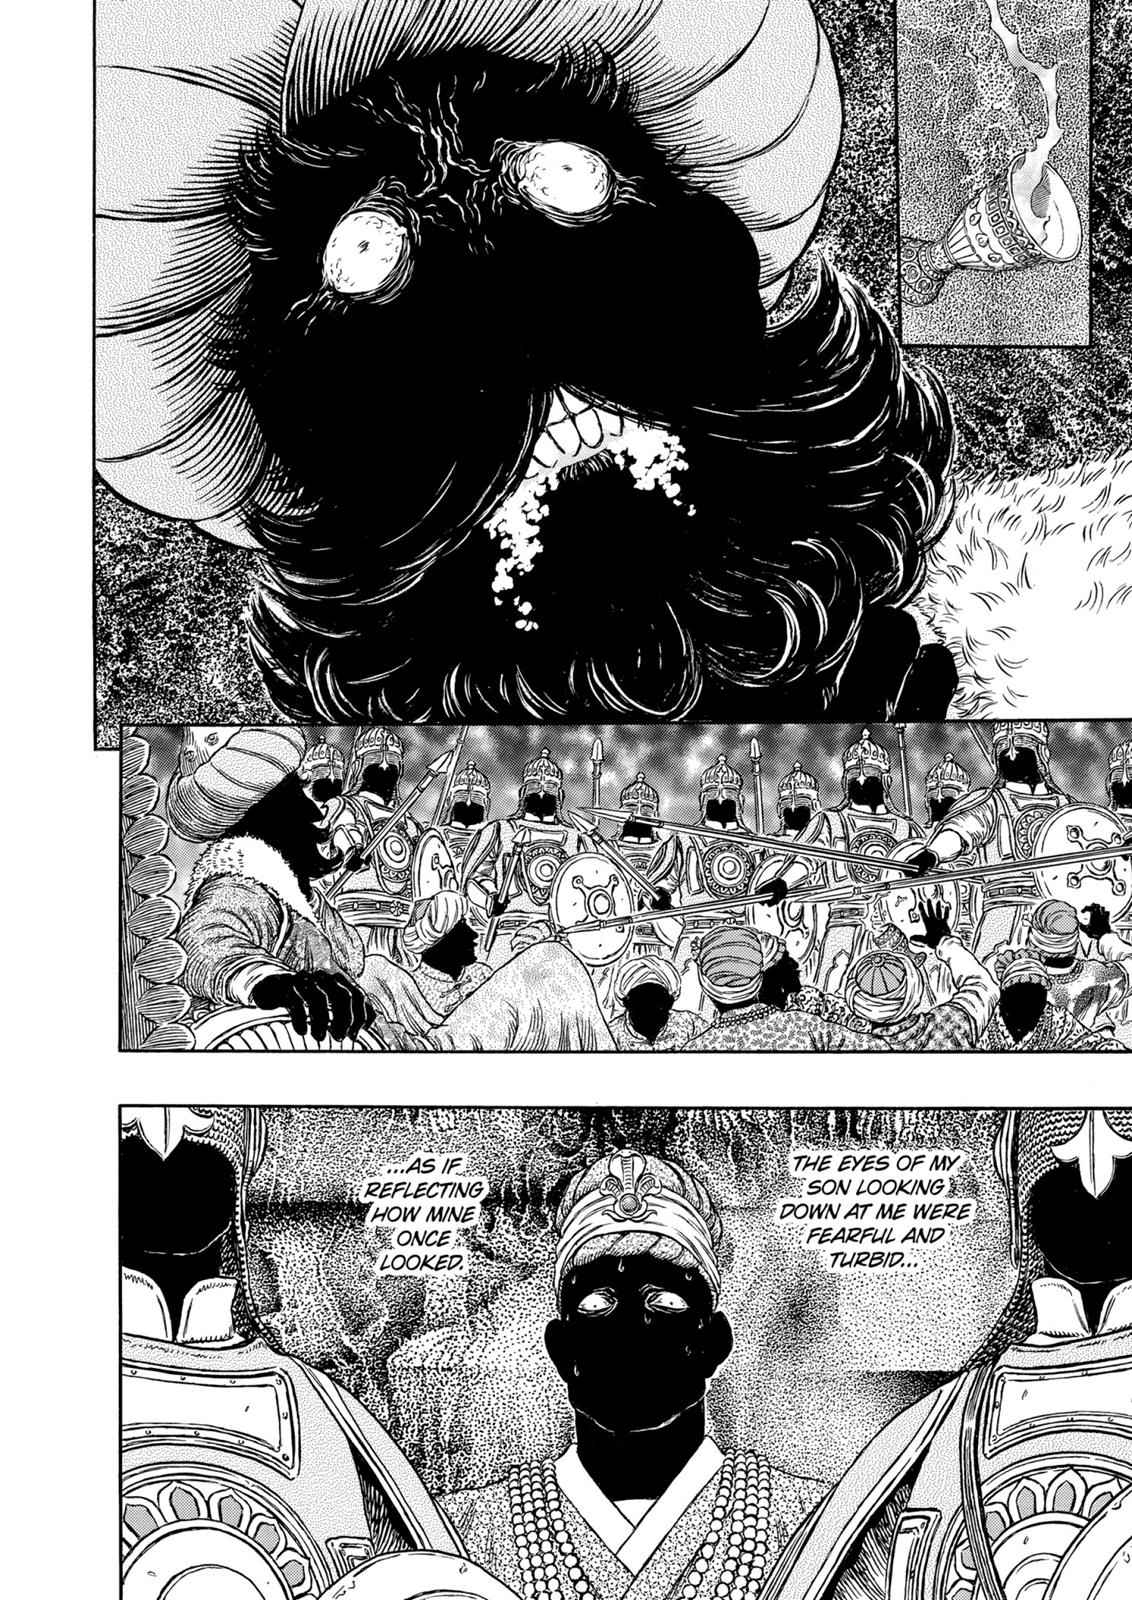 THE EYES OF MY
SON LOOKING
DOWN AT ME WERE
FEARFUL AND
TURBID...
...AS IF
REFLECTING
HOW MINE
ONCE
LOOKED.